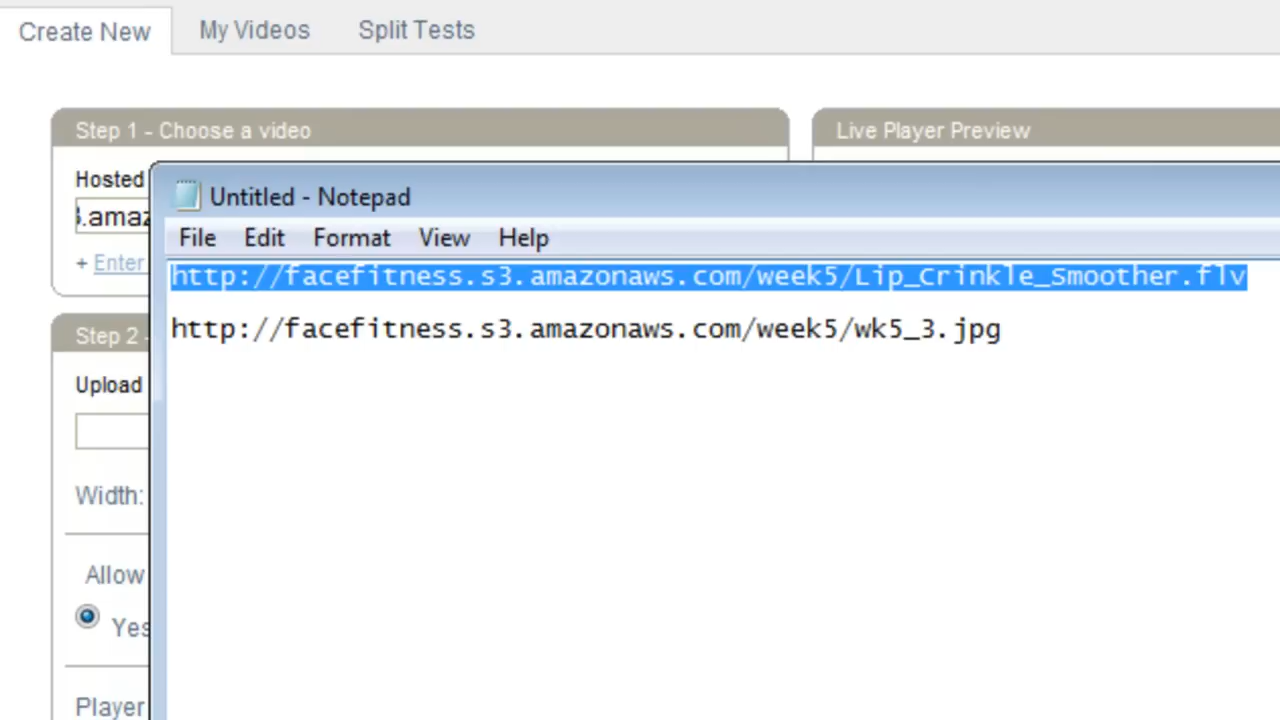 Create New
My Videos
Split Tests
Step 1 - Choose a video
Live Player Preview
Hosted
.amaz
+ Enter
Untitled - Notepad
File Edit Format View Help
http://facefitness.s3.amazonaws.com/week5/Lip_Crinkle_Smoother.flv
http://facefitness.s3.amazonaws.com/week5/wk5_3.jpg
Step 2 -
Upload
Width:
Allow
Yes
Player